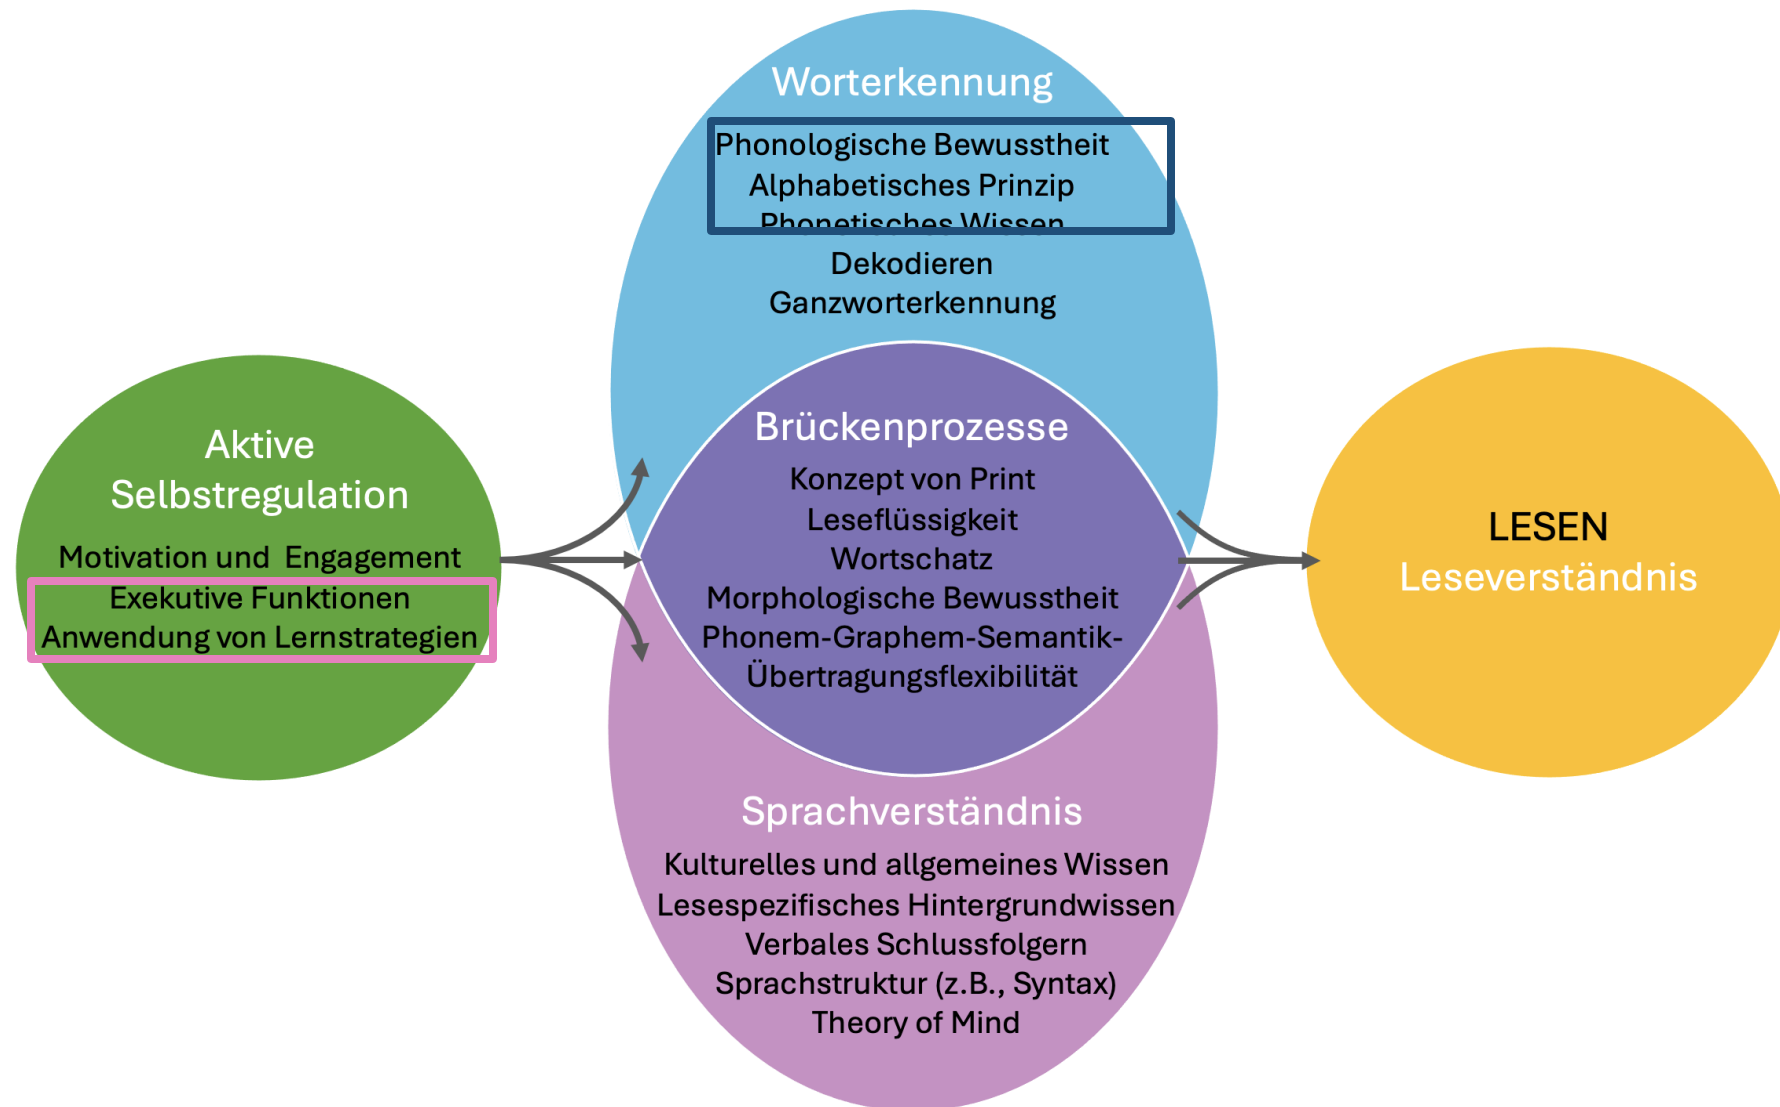 Worterkennung
Phonologische Bewusstheit
Alphabetisches Prinzip
Phonetisches Wissen
Dekodieren
Ganzworterkennung
Aktive
Selbstregulation
Motivation und Engagement
Exekutive Funktionen
Anwendung von Lernstrategien
Brückenprozesse
Konzept von Print
Leseflüssigkeit
Wortschatz
Morphologische Bewusstheit
Phonem-Graphem-Semantik-
Übertragungsflexibilität
LESEN
Leseverständnis
Sprachverständnis
Kulturelles und allgemeines Wissen
Lesespezifisches Hintergrundwissen
Verbales Schlussfolgern
Sprachstruktur (z.B., Syntax)
Theory of Mind